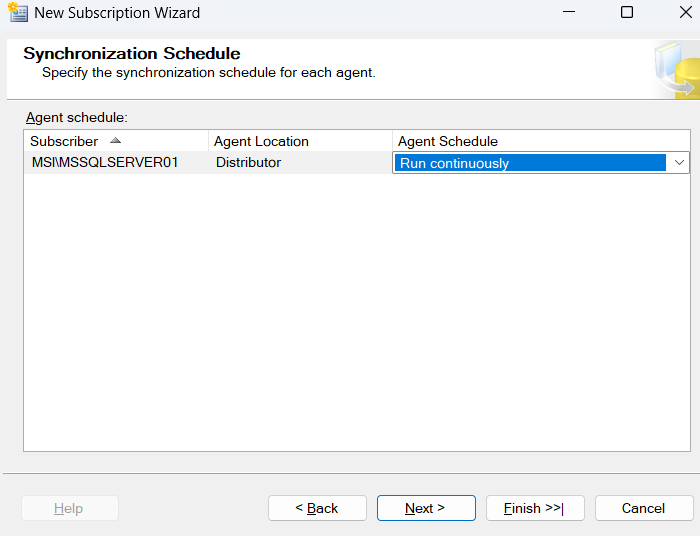 New Subscription Wizard
Synchronization Schedule
Specify the synchronization schedule for each agent.
Agent schedule:
Subscriber Agent Location Agent Schedule
MSI\MSSQLSERVER01 Distributor Run continuously
Help < Back Next > Finish >>| Cancel